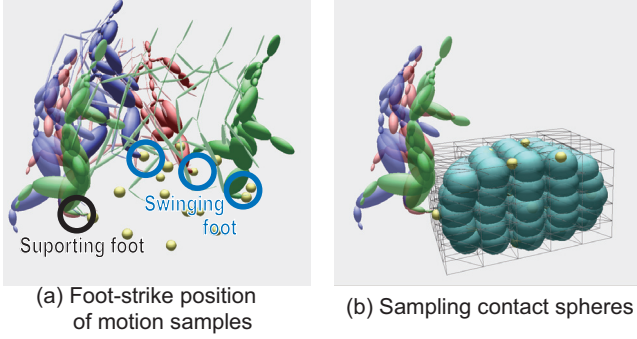 Swinging
foot
Suporting foot
(a) Foot-strike position
of motion samples
(b) Sampling contact spheres